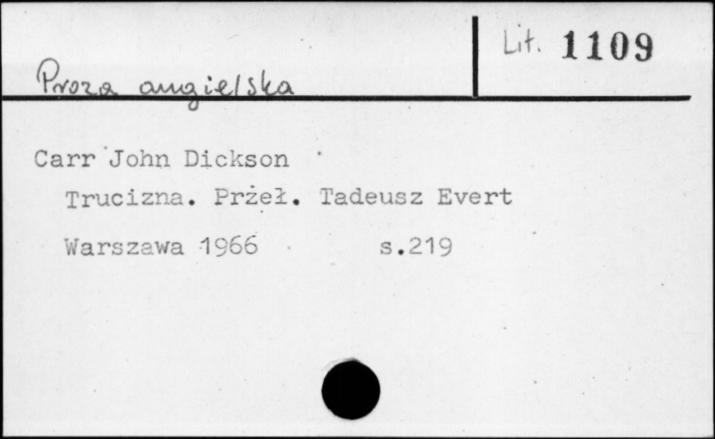 Lit. 1109
Proza angielska
Carr John Dickson
Trucizna. Przeł. Tadeusz Evert
Warszawa 1966 s.219